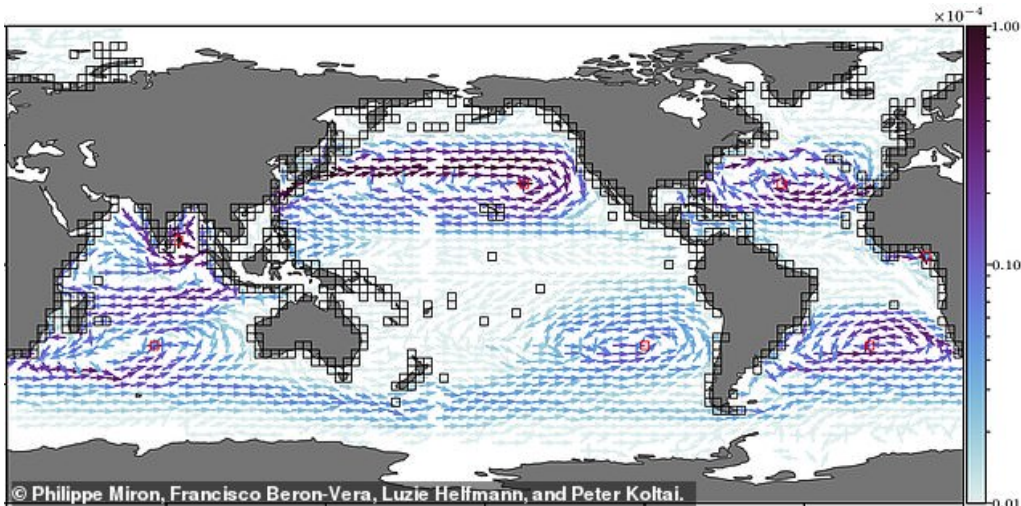 ×10⁻⁴
1.00
0.10
0.01
© Philippe Miron, Francisco Beron-Vera, Luzie Helfmann, and Peter Koltai.